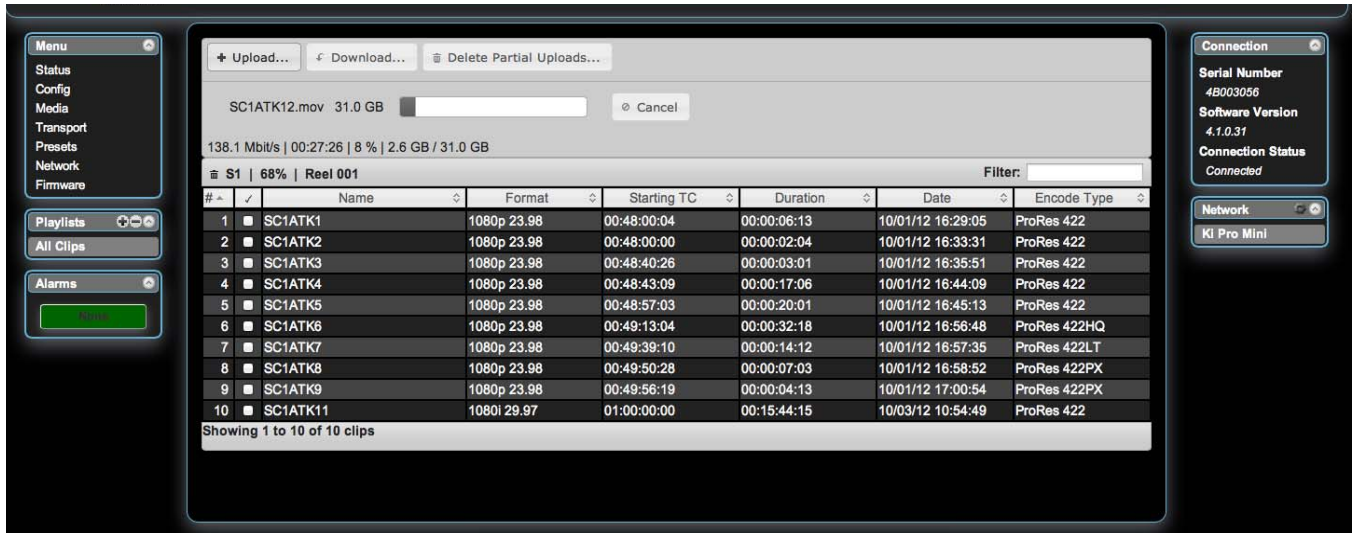 Menu
Status
Config
Media
Transport
Presets
Network
Firmware
Playlists
All Clips
Alarms
None
Upload... Download... Delete Partial Uploads...
SC1ATK12.mov 31.0 GB Cancel
138.1 Mbit/s | 00:27:26 | 8 % | 2.6 GB / 31.0 GB
S1 | 68% | Reel 001 Filter:
# ✓ Name Format Starting TC Duration Date Encode Type
1 SC1ATK1 1080p 23.98 00:48:00:04 00:00:06:13 10/01/12 16:29:05 ProRes 422
2 SC1ATK2 1080p 23.98 00:48:00:00 00:00:02:04 10/01/12 16:33:31 ProRes 422
3 SC1ATK3 1080p 23.98 00:48:40:26 00:00:03:01 10/01/12 16:35:51 ProRes 422
4 SC1ATK4 1080p 23.98 00:48:43:09 00:00:17:06 10/01/12 16:44:09 ProRes 422
5 SC1ATK5 1080p 23.98 00:48:57:03 00:00:20:01 10/01/12 16:45:13 ProRes 422
6 SC1ATK6 1080p 23.98 00:49:13:04 00:00:32:18 10/01/12 16:56:48 ProRes 422HQ
7 SC1ATK7 1080p 23.98 00:49:39:10 00:00:14:12 10/01/12 16:57:35 ProRes 422LT
8 SC1ATK8 1080p 23.98 00:49:50:28 00:00:07:03 10/01/12 16:58:52 ProRes 422PX
9 SC1ATK9 1080p 23.98 00:49:56:19 00:00:04:13 10/01/12 17:00:54 ProRes 422PX
10 SC1ATK11 1080i 29.97 01:00:00:00 00:15:44:15 10/03/12 10:54:49 ProRes 422
Showing 1 to 10 of 10 clips
Connection
Serial Number
4B003056
Software Version
4.1.0.31
Connection Status
Connected
Network
Ki Pro Mini